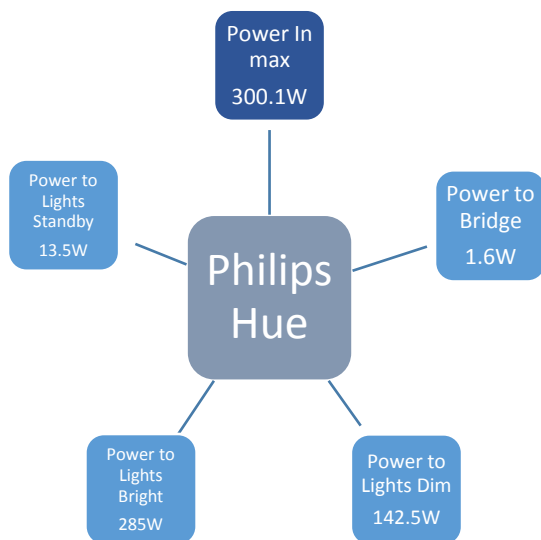 Power In
max
300.1W
Power to
Lights
Standby
13.5W
Power to
Bridge
1.6W
Philips
Hue
Power to
Lights
Bright
285W
Power to
Lights Dim
142.5W